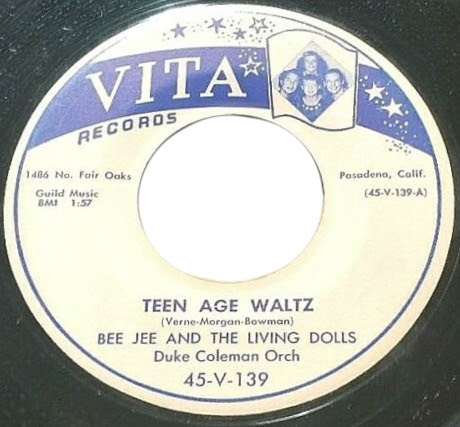 VITA
RECORDS
1486 No. Fair Oaks
Pasadena, Calif.
Guild Music
BMI 1:57
(45-V-139-A)
TEEN AGE WALTZ
(Verne-Morgan-Bowman)
BEE JEE AND THE LIVING DOLLS
Duke Coleman Orch
45-V-139